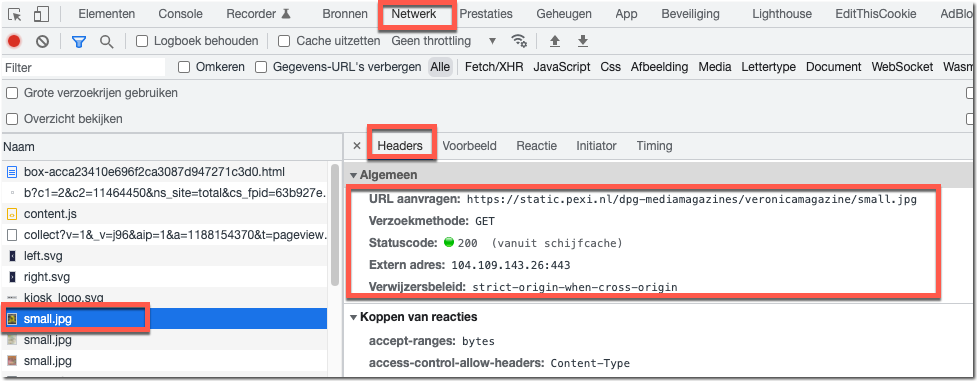 Elementen Console Recorder Bronnen Netwerk Prestaties Geheugen App Beveiliging Lighthouse EditThisCookie AdBlo
Logboek behouden Cache uitzetten Geen throttling
Filter Omkeren Gegevens-URL's verbergen Alle Fetch/XHR JavaScript Css Afbeelding Media Lettertype Document WebSocket Wasm
Grote verzoekrijen gebruiken
Overzicht bekijken
Naam
× Headers Voorbeeld Reactie Initiator Timing
box-acca23410e696f2ca3087d947271c3d0.html
b?c1=2&c2=11464450&ns_site=total&cs_fpid=63b927e.
content.js
collect?v=1&_v=j96&aip=1&a=1188154370&t=pageview.
left.svg
right.svg
kiosk_logo.svg
small.jpg
small.jpg
small.jpg
Algemeen
URL aanvragen: https://static.pexi.nl/dpg-mediamagazines/veronicamagazine/small.jpg
Verzoekmethode: GET
Statuscode: 200 (vanuit schijfcache)
Extern adres: 104.109.143.26:443
Verwijzersbeleid: strict-origin-when-cross-origin
Koppen van reacties
accept-ranges: bytes
access-control-allow-headers: Content-Type